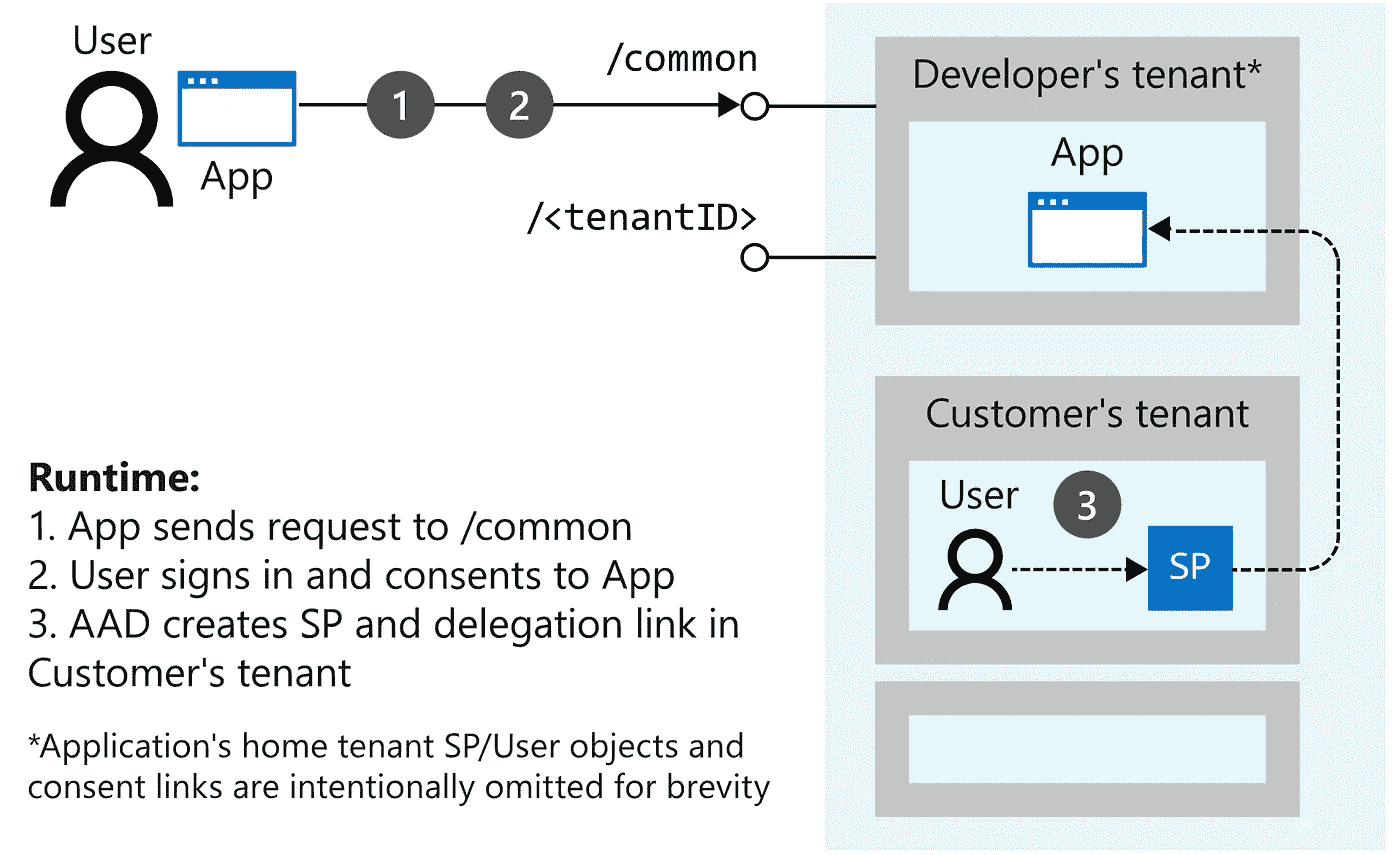 User
App
1
2
/common
/<tenantID>
Developer's tenant*
App
Customer's tenant
User
3
SP
Runtime:
1. App sends request to /common
2. User signs in and consents to App
3. AAD creates SP and delegation link in
Customer's tenant
*Application's home tenant SP/User objects and
consent links are intentionally omitted for brevity